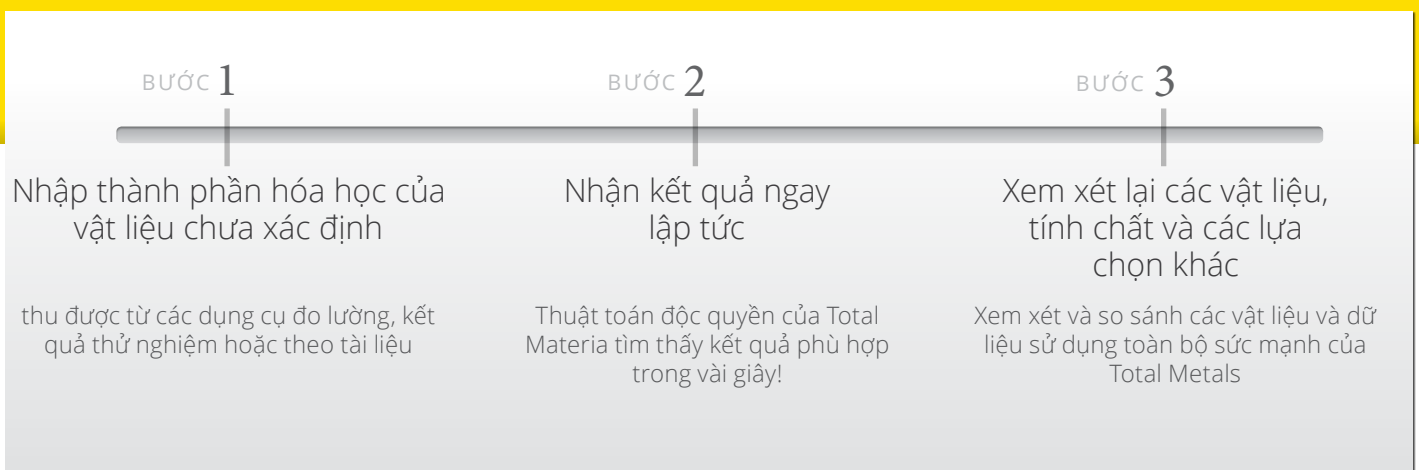 BƯỚC 1
Nhập thành phần hóa học của
vật liệu chưa xác định
thu được từ các dụng cụ đo lường, kết
quả thử nghiệm hoặc theo tài liệu
BƯỚC 2
Nhận kết quả ngay
lập tức
Thuật toán độc quyền của Total
Materia tìm thấy kết quả phù hợp
trong vài giây!
BƯỚC 3
Xem xét lại các vật liệu,
tính chất và các lựa
chọn khác
Xem xét và so sánh các vật liệu và dữ
liệu sử dụng toàn bộ sức mạnh của
Total Metals